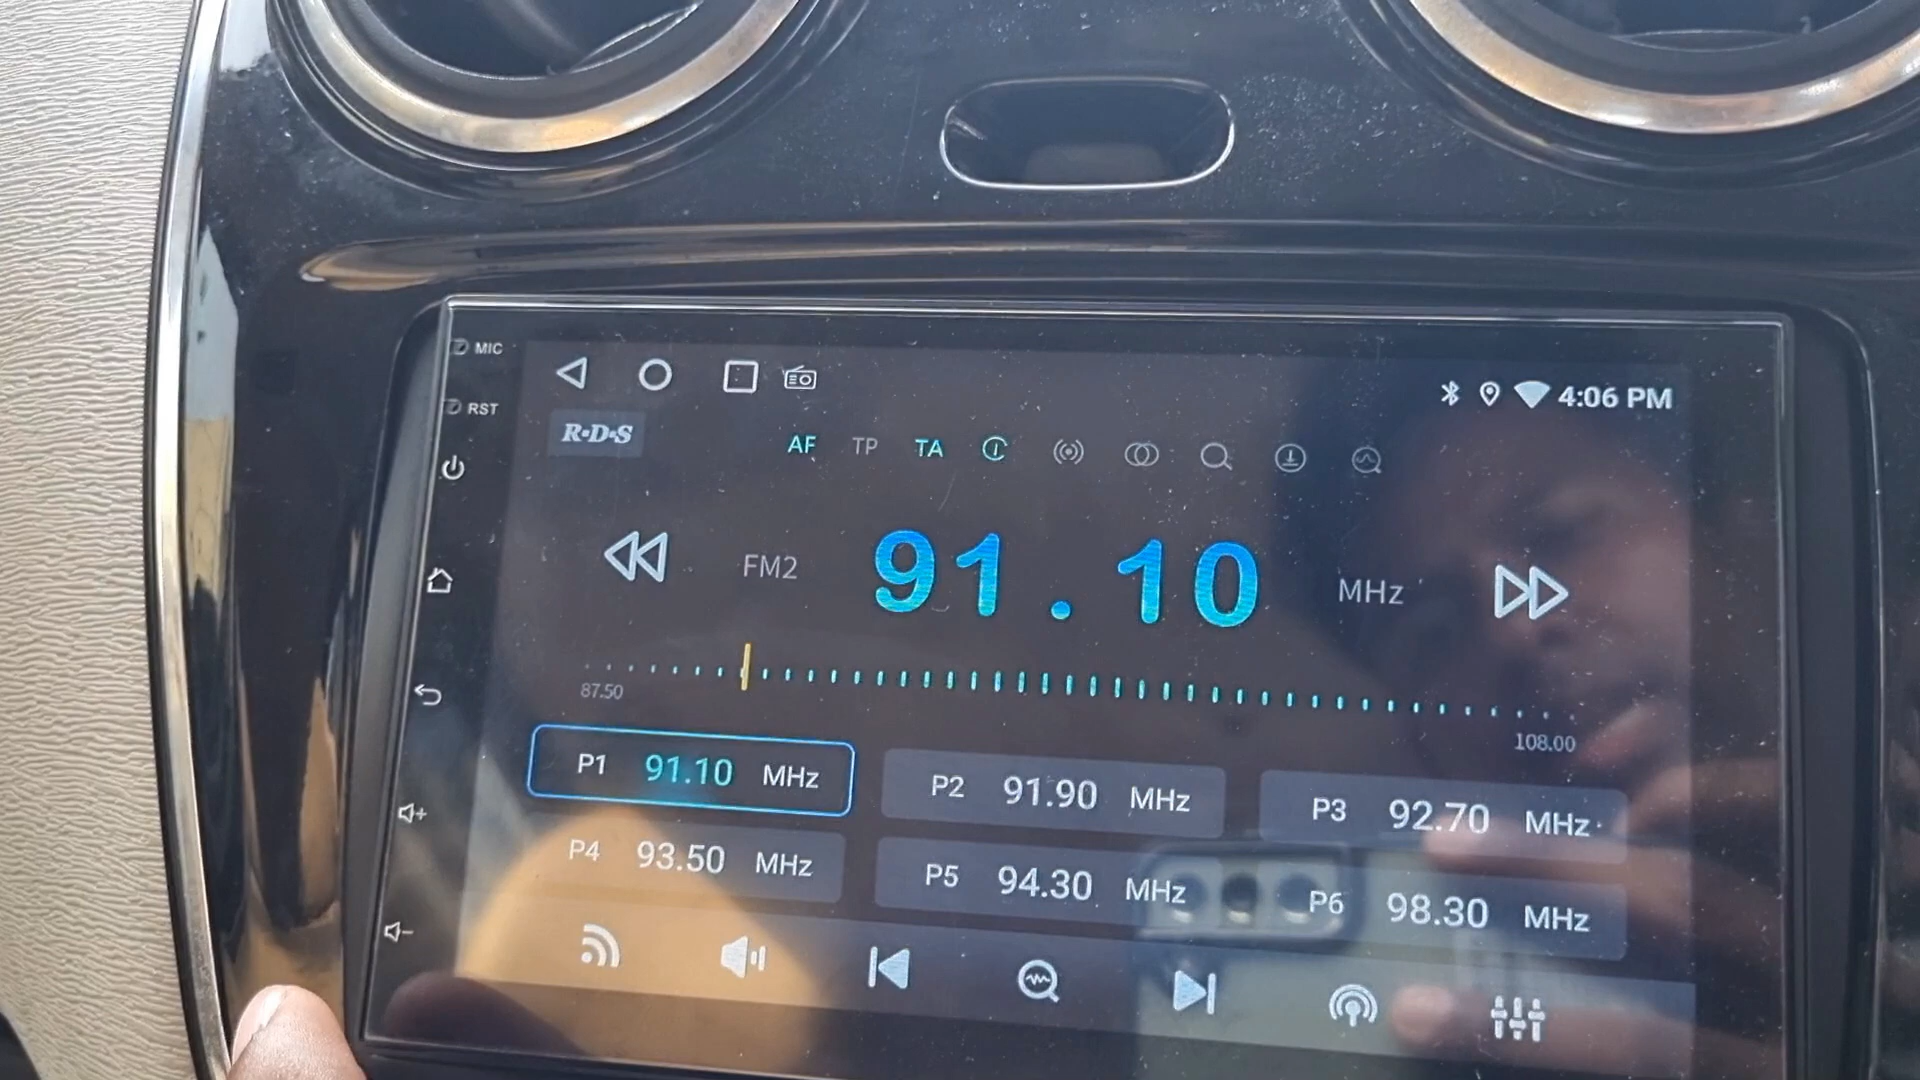 MIC
4:06 PM
RST
R·D·S AF TP TA
FM2 91.10 MHz
87.50 108.00
P1 91.10 MHz P2 91.90 MHz P3 92.70 MHz
P4 93.50 MHz P5 94.30 MHz P6 98.30 MHz